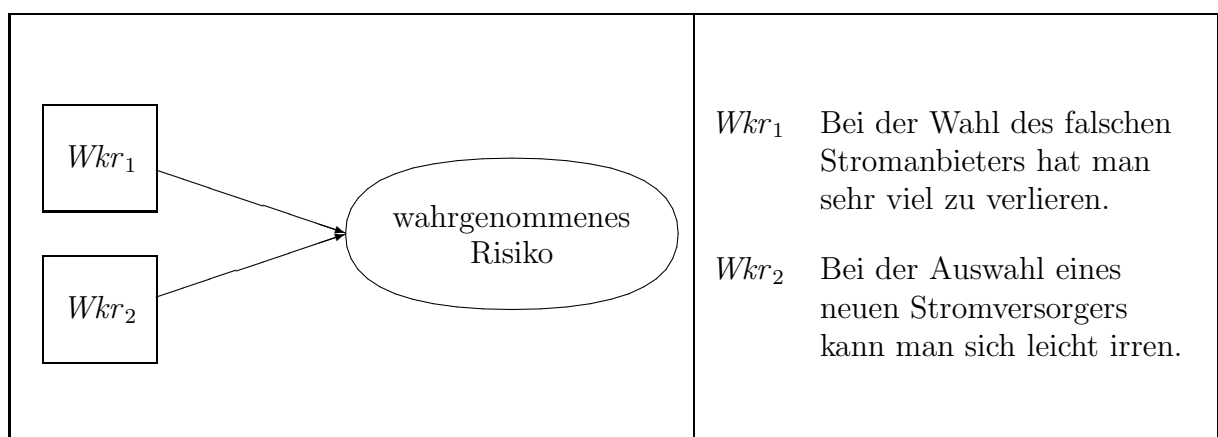 Wkr₁
Wkr₂
wahrgenommenes
Risiko
Wkr₁ Bei der Wahl des falschen
Stromanbieters hat man
sehr viel zu verlieren.
Wkr₂ Bei der Auswahl eines
neuen Stromversorgers
kann man sich leicht irren.